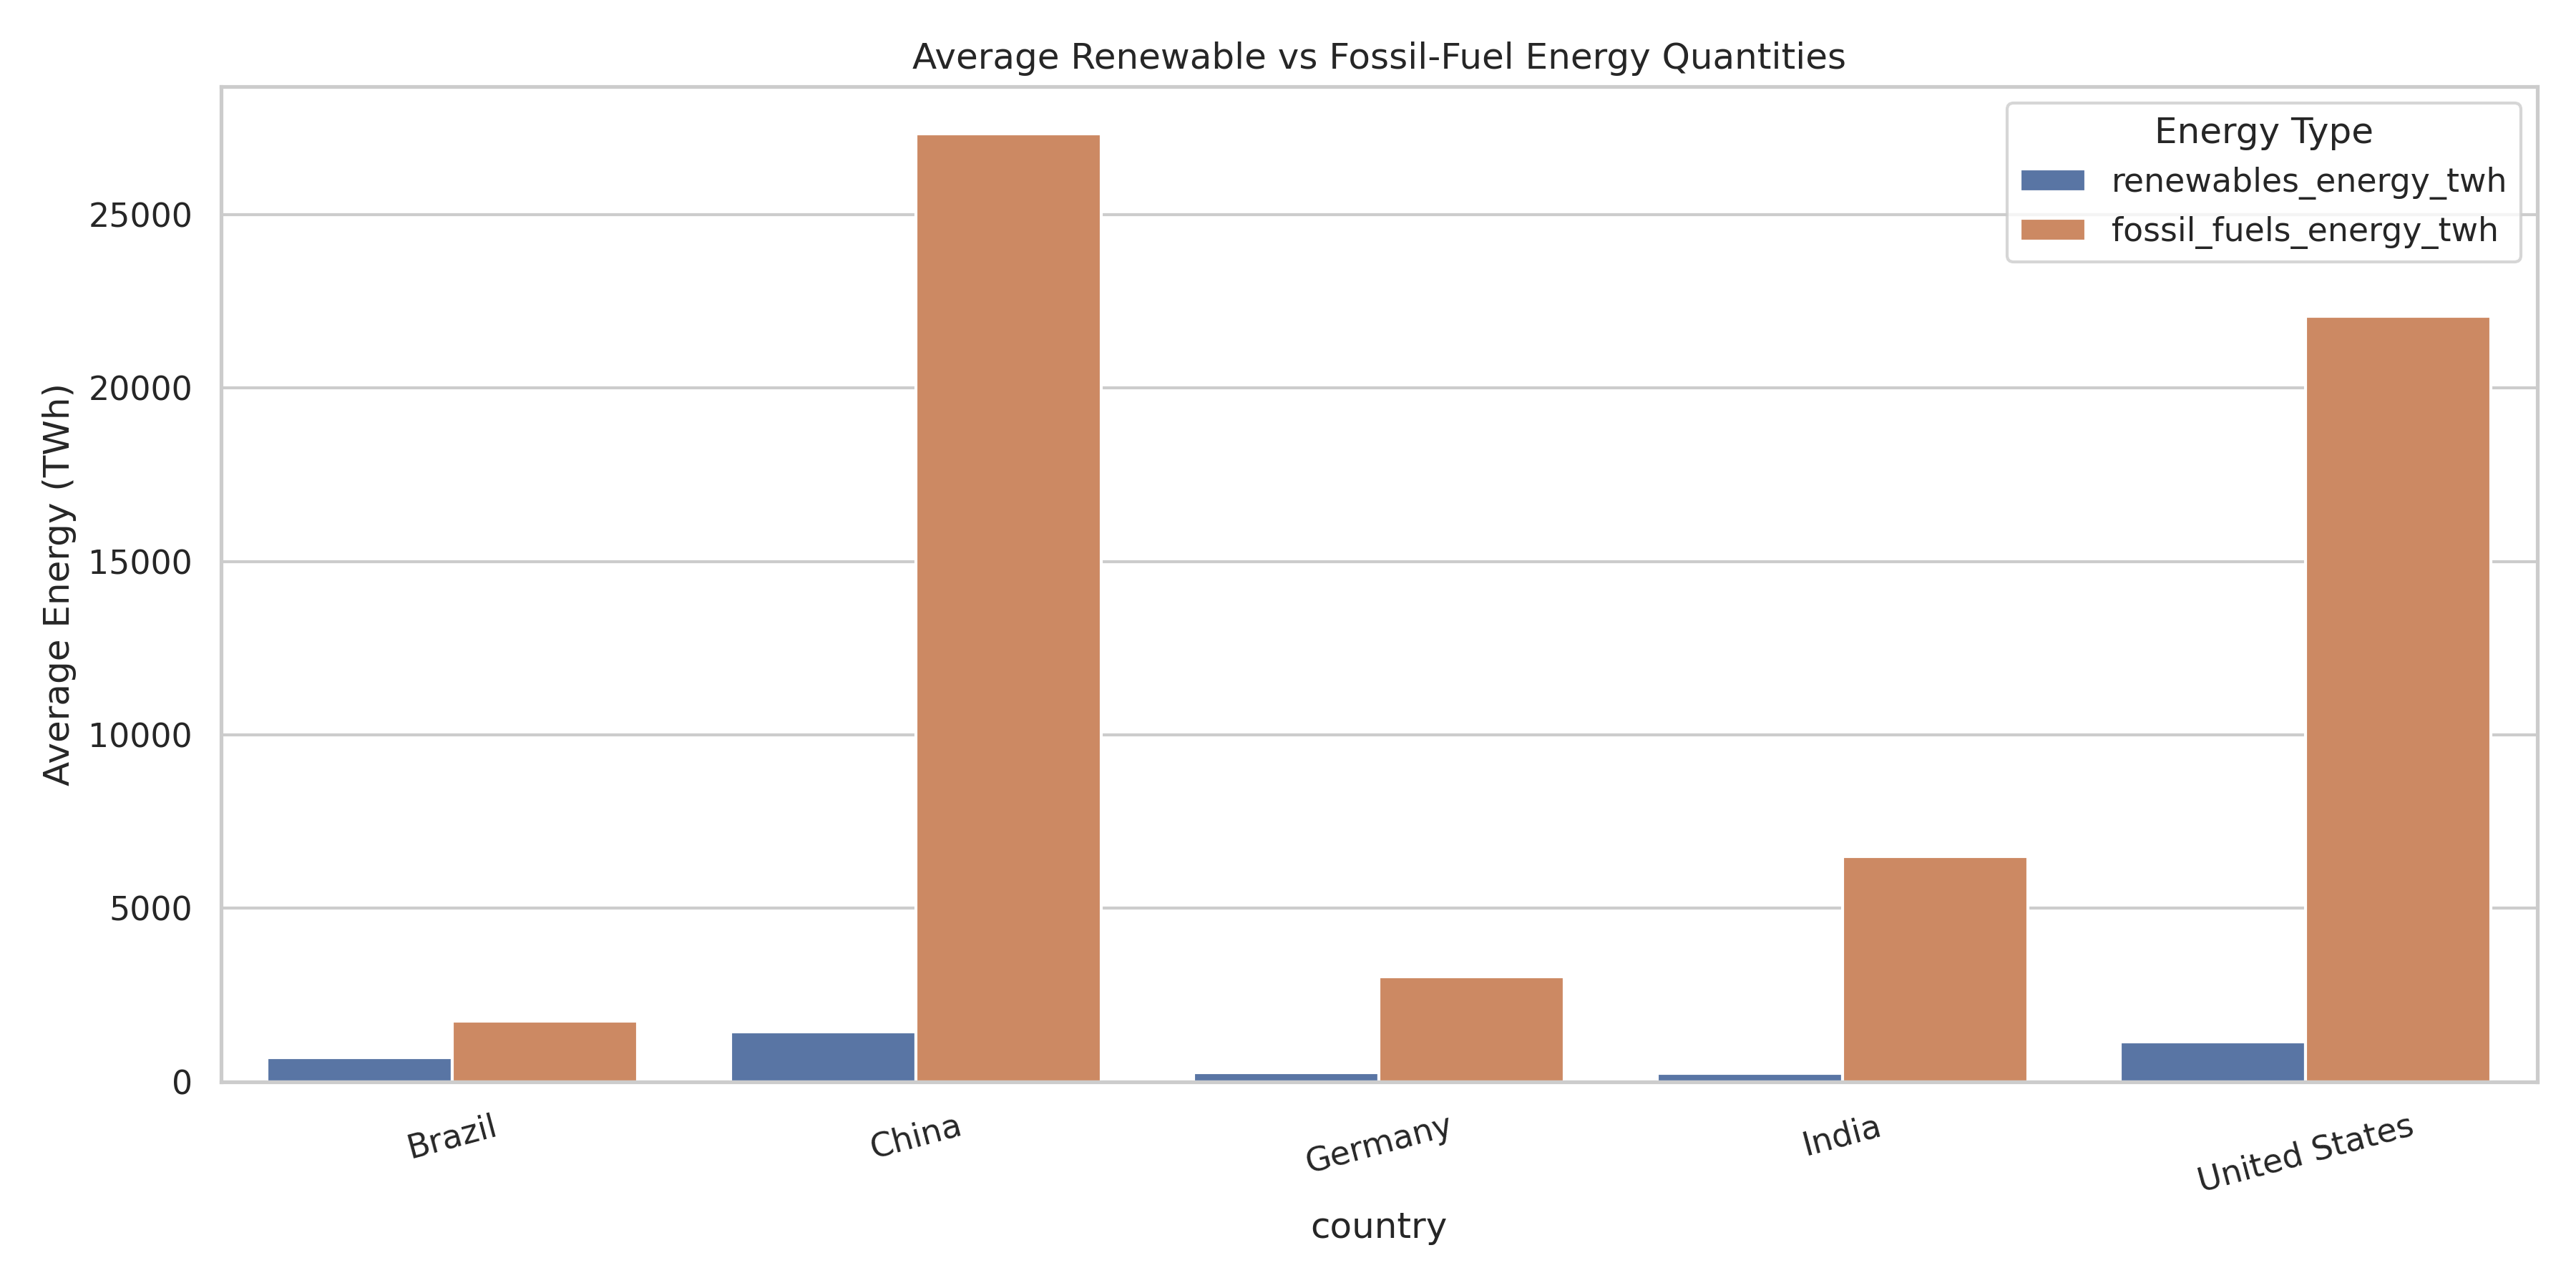 Average Renewable vs Fossil-Fuel Energy Quantities
Energy Type
renewables_energy_twh
fossil_fuels_energy_twh
Average Energy (TWh)
25000
20000
15000
10000
5000
0
Brazil
China
Germany
India
United States
country